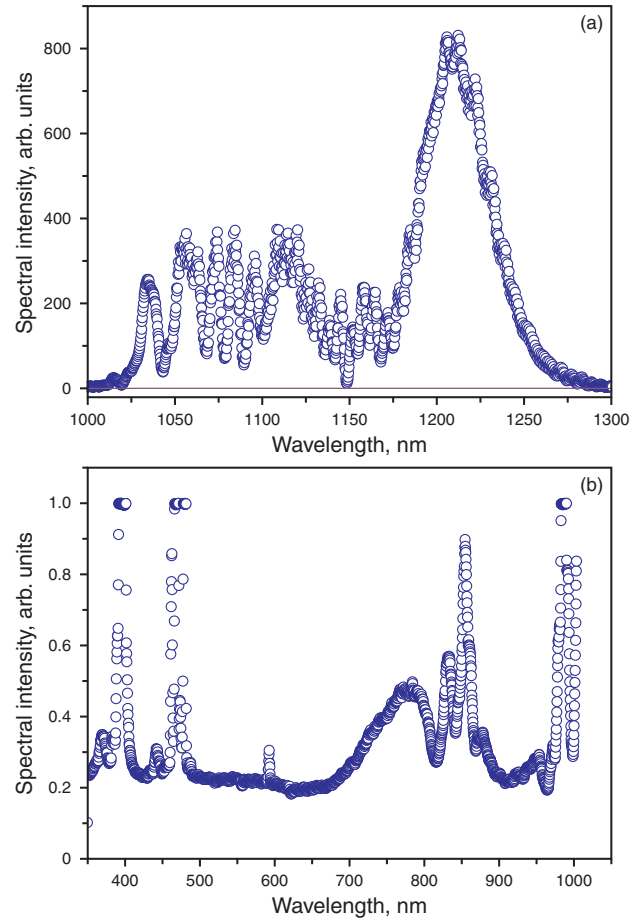 (a)
800
600
400
200
0
Spectral intensity, arb. units
1000 1050 1100 1150 1200 1250 1300
Wavelength, nm
(b)
1.0
0.8
0.6
0.4
0.2
0
Spectral intensity, arb. units
400 500 600 700 800 900 1000
Wavelength, nm